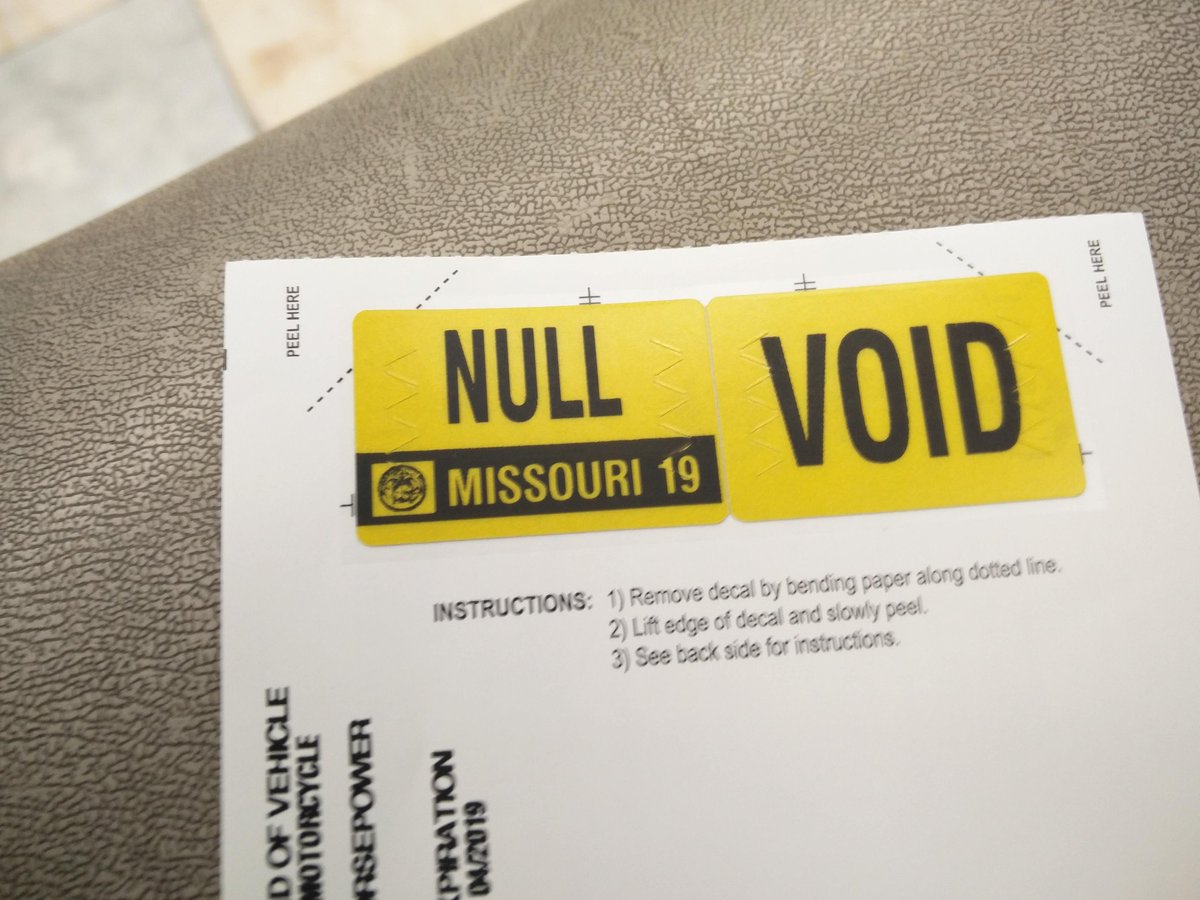 PEEL HERE
PEEL HERE
NULL
VOID
MISSOURI 19
INSTRUCTIONS: 1) Remove decal by bending paper along dotted line.
2) Lift edge of decal and slowly peel.
3) See back side for instructions.
D OF VEHICLE
MOTORCYCLE
RSEPOWER
PIRATION
04/2019